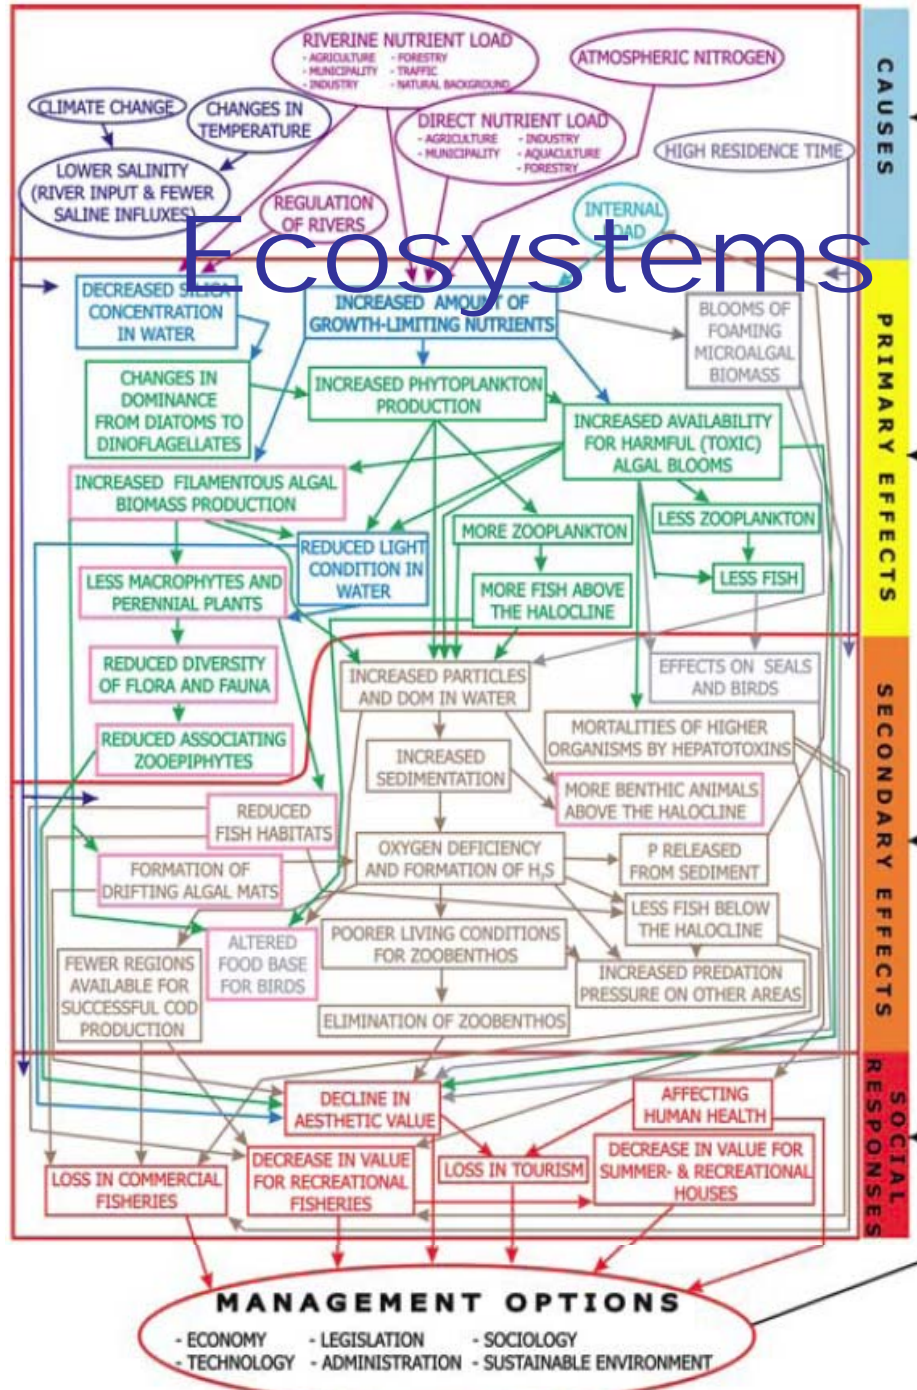 RIVERINE NUTRIENT LOAD
- AGRICULTURE - FORESTRY
- MUNICIPALITY - TRAFFIC
- INDUSTRY - NATURAL BACKGROUND
ATMOSPHERIC NITROGEN
CLIMATE CHANGE
CHANGES IN
TEMPERATURE
DIRECT NUTRIENT LOAD
- AGRICULTURE - INDUSTRY
- MUNICIPALITY - AQUACULTURE
- FORESTRY
HIGH RESIDENCE TIME
LOWER SALINITY
(RIVER INPUT & FEWER
SALINE INFLUXES)
REGULATION
OF RIVERS
INTERNAL
LOAD
CAUSES
Ecosystems
DECREASED SILICA
CONCENTRATION
IN WATER
INCREASED AMOUNT OF
GROWTH-LIMITING NUTRIENTS
BLOOMS OF
FOAMING
MICROALGAL
BIOMASS
CHANGES IN
DOMINANCE
FROM DIATOMS TO
DINOFLAGELLATES
INCREASED PHYTOPLANKTON
PRODUCTION
INCREASED AVAILABILITY
FOR HARMFUL (TOXIC)
ALGAL BLOOMS
INCREASED FILAMENTOUS ALGAL
BIOMASS PRODUCTION
MORE ZOOPLANKTON
LESS ZOOPLANKTON
REDUCED LIGHT
CONDITION IN
WATER
LESS MACROPHYTES AND
PERENNIAL PLANTS
MORE FISH ABOVE
THE HALOCLINE
LESS FISH
PRIMARY EFFECTS
REDUCED DIVERSITY
OF FLORA AND FAUNA
INCREASED PARTICLES
AND DOM IN WATER
EFFECTS ON SEALS
AND BIRDS
REDUCED ASSOCIATING
ZOOEPIPHYTES
INCREASED
SEDIMENTATION
MORTALITIES OF HIGHER
ORGANISMS BY HEPATOTOXINS
MORE BENTHIC ANIMALS
ABOVE THE HALOCLINE
REDUCED
FISH HABITATS
OXYGEN DEFICIENCY
AND FORMATION OF H₂S
P RELEASED
FROM SEDIMENT
FORMATION OF
DRIFTING ALGAL MATS
LESS FISH BELOW
THE HALOCLINE
ALTERED
FOOD BASE
FOR BIRDS
POORER LIVING CONDITIONS
FOR ZOOBENTHOS
FEWER REGIONS
AVAILABLE FOR
SUCCESSFUL COD
PRODUCTION
INCREASED PREDATION
PRESSURE ON OTHER AREAS
ELIMINATION OF ZOOBENTHOS
SECONDARY EFFECTS
DECLINE IN
AESTHETIC VALUE
AFFECTING
HUMAN HEALTH
LOSS IN COMMERCIAL
FISHERIES
DECREASE IN VALUE
FOR RECREATIONAL
FISHERIES
LOSS IN TOURISM
DECREASE IN VALUE FOR
SUMMER- & RECREATIONAL
HOUSES
SOCIAL
RESPONSES
MANAGEMENT OPTIONS
- ECONOMY - LEGISLATION - SOCIOLOGY
- TECHNOLOGY - ADMINISTRATION - SUSTAINABLE ENVIRONMENT